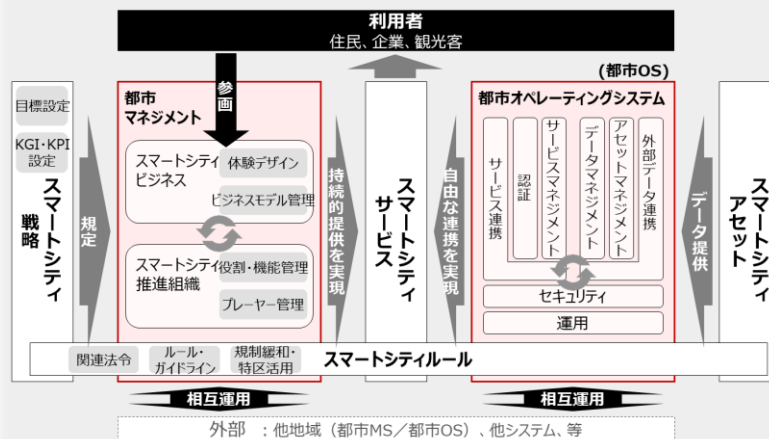 利用者
住民、企業、観光客
(都市OS)
目標設定
KGI・KPI
設定
スマートシティ
戦略
規定
都市
マネジメント
参画
スマートシティ
ビジネス
体験デザイン
ビジネスモデル管理
スマートシティ
推進組織
役割・機能管理
プレーヤー管理
持続的提供を実現
スマートシティ
サービス
自由な連携を実現
都市オペレーティングシステム
サービス連携
認証
サービスマネジメント
データマネジメント
アセットマネジメント
外部データ連携
セキュリティ
運用
データ提供
スマートシティ
アセット
関連法令
ルール・
ガイドライン
規制緩和・
特区活用
スマートシティルール
相互運用
相互運用
外部　：他地域（都市MS／都市OS）、他システム、等